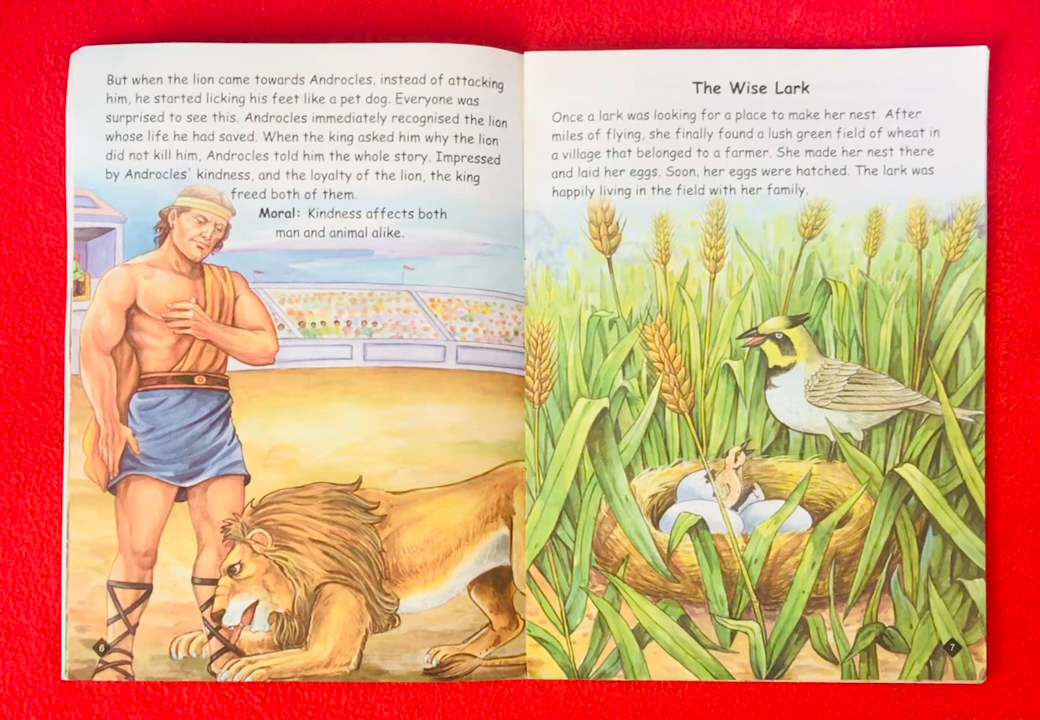 But when the lion came towards Androcles, instead of attacking
him, he started licking his feet like a pet dog. Everyone was
surprised to see this. Androcles immediately recognised the lion
whose life he had saved. When the king asked him why the lion
did not kill him, Androcles told him the whole story. Impressed
by Androcles' kindness, and the loyalty of the lion, the king
freed both of them.
Moral: Kindness affects both
man and animal alike.
6
The Wise Lark
Once a lark was looking for a place to make her nest. After
miles of flying, she finally found a lush green field of wheat in
a village that belonged to a farmer. She made her nest there
and laid her eggs. Soon, her eggs were hatched. The lark was
happily living in the field with her family.
7